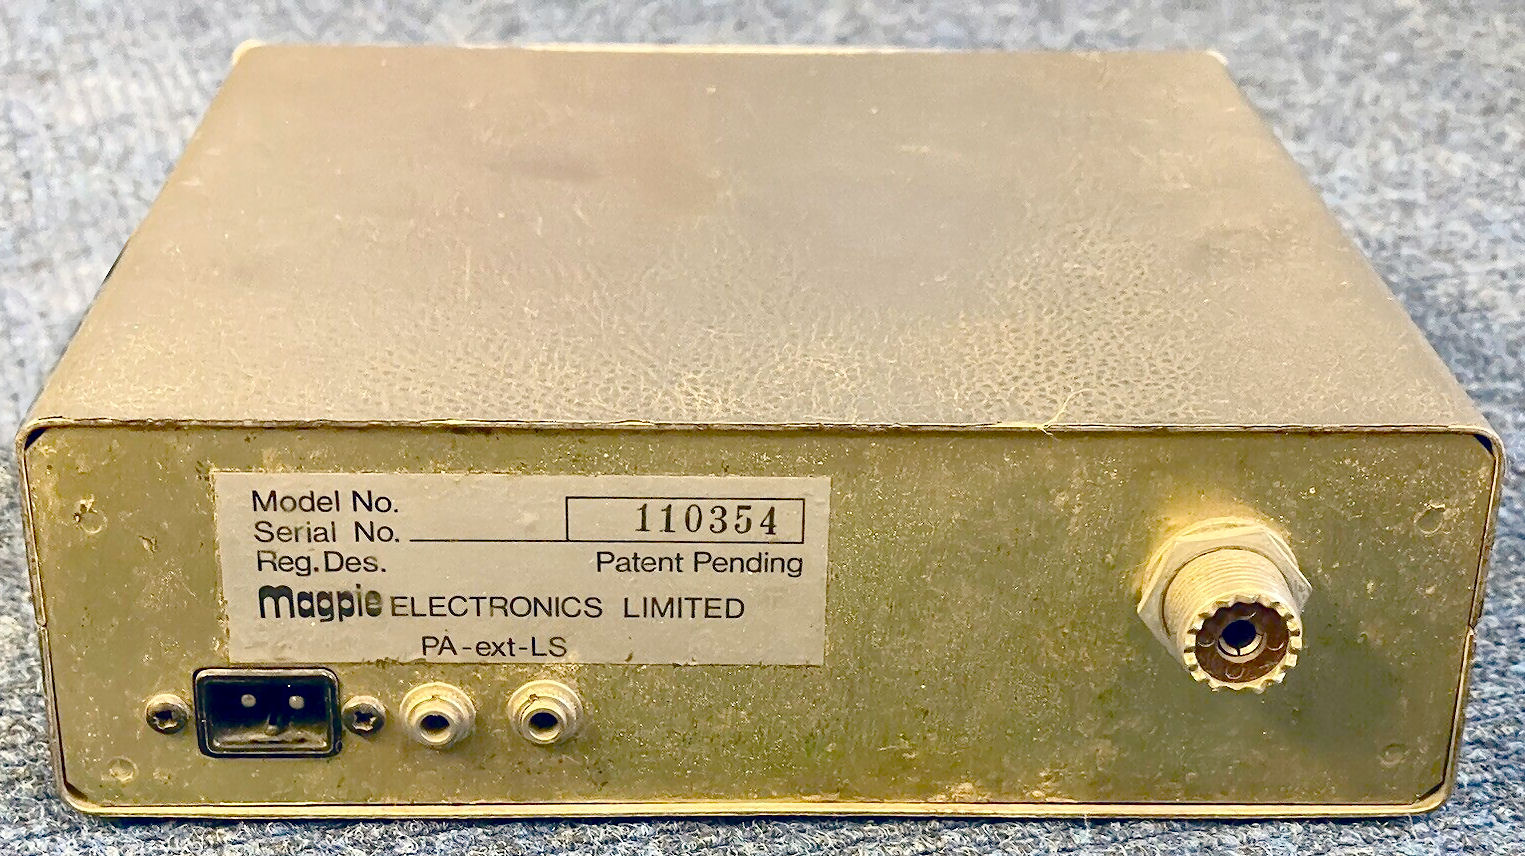 Model No.
Serial No. 110354
Reg.Des. Patent Pending
Magpie ELECTRONICS LIMITED
PA-ext-LS